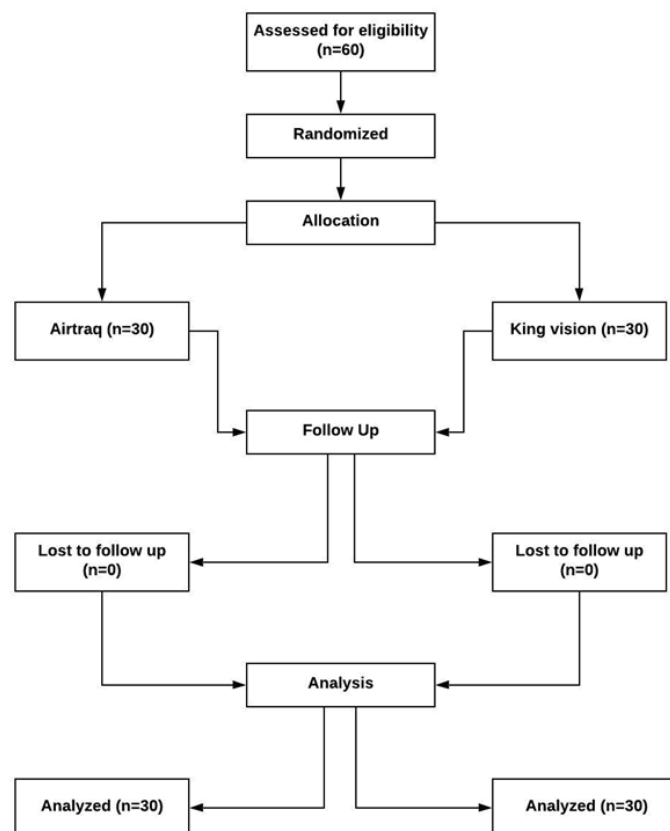 Assessed for eligibility
(n=60)
Randomized
Allocation
Airtraq (n=30)
King vision (n=30)
Follow Up
Lost to follow up
(n=0)
Lost to follow up
(n=0)
Analysis
Analyzed (n=30)
Analyzed (n=30)